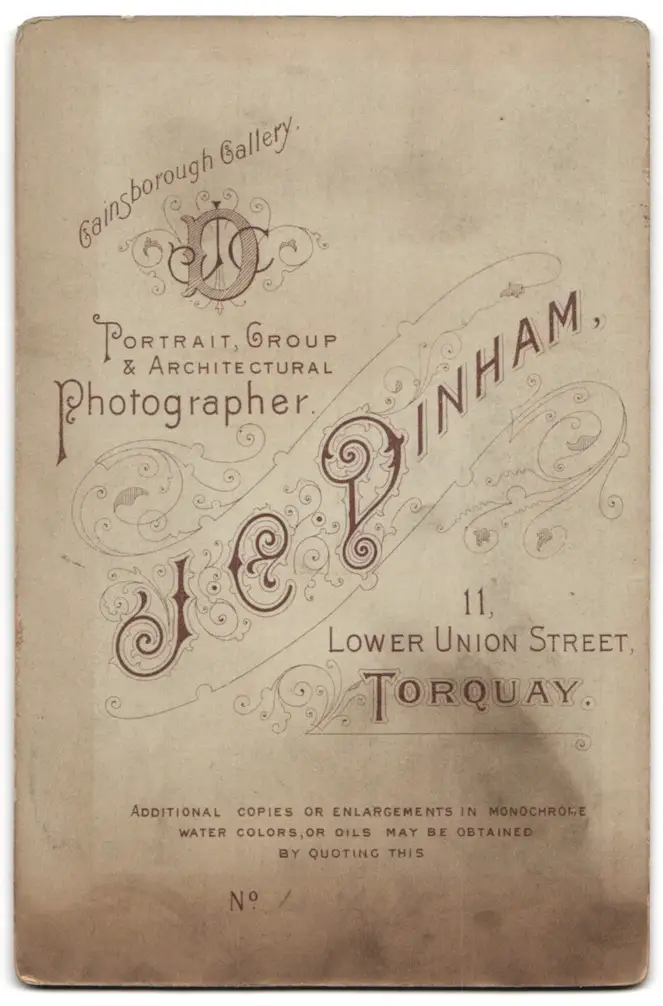 Gainsborough Gallery.
Portrait, Group
& Architectural
Photographer.
J C Dinham,
11,
Lower Union Street,
Torquay.
Additional copies or enlargements in monochrome
water colors, or oils may be obtained
by quoting this
No.